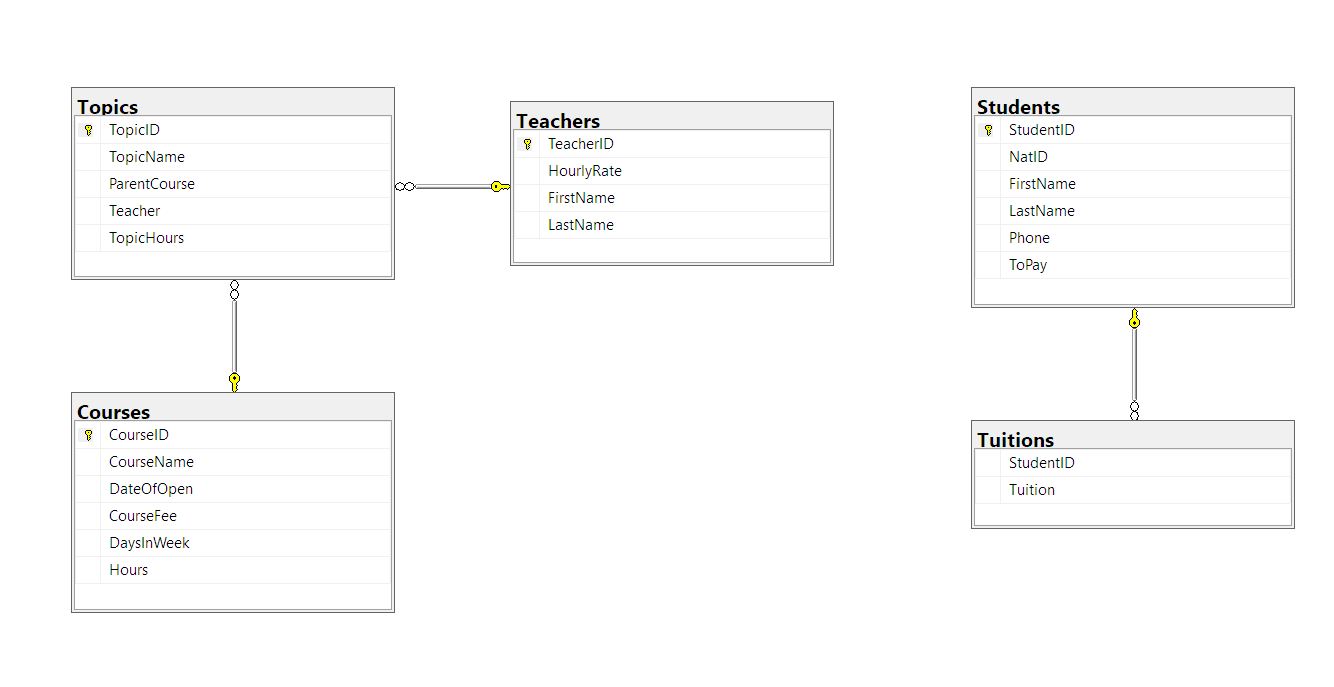 Topics
TopicID
TopicName
ParentCourse
Teacher
TopicHours
Teachers
TeacherID
HourlyRate
FirstName
LastName
Students
StudentID
NatID
FirstName
LastName
Phone
ToPay
Courses
CourseID
CourseName
DateOfOpen
CourseFee
DaysInWeek
Hours
Tuitions
StudentID
Tuition